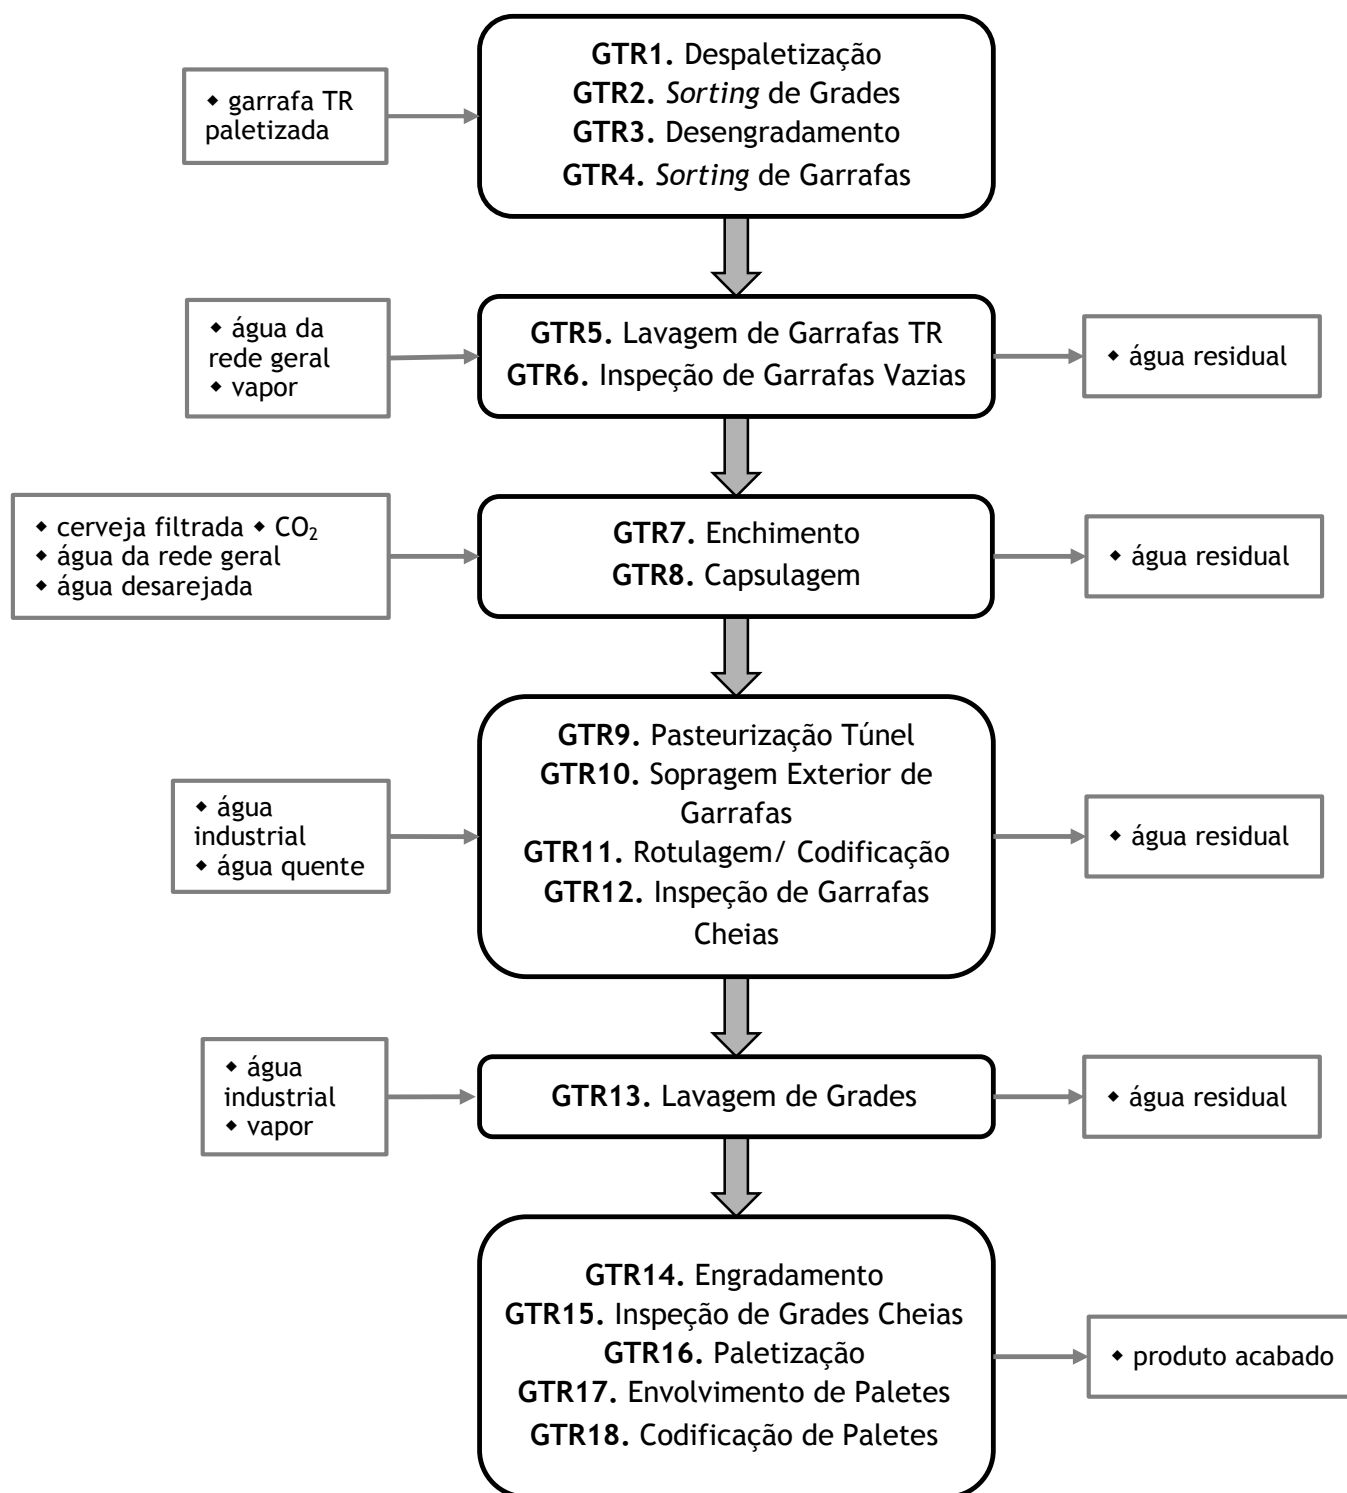 GTR1. Despaletização
GTR2. Sorting de Grades
GTR3. Desengradamento
GTR4. Sorting de Garrafas
◆ garrafa TR
paletizada
GTR5. Lavagem de Garrafas TR
GTR6. Inspeção de Garrafas Vazias
◆ água da
rede geral
◆ vapor
◆ água residual
GTR7. Enchimento
GTR8. Capsulagem
◆ cerveja filtrada ◆ CO₂
◆ água da rede geral
◆ água desarejada
◆ água residual
GTR9. Pasteurização Túnel
GTR10. Sopragem Exterior de
Garrafas
GTR11. Rotulagem/ Codificação
GTR12. Inspeção de Garrafas
Cheias
◆ água
industrial
◆ água quente
◆ água residual
GTR13. Lavagem de Grades
◆ água
industrial
◆ vapor
◆ água residual
GTR14. Engradamento
GTR15. Inspeção de Grades Cheias
GTR16. Paletização
GTR17. Envolvimento de Paletes
GTR18. Codificação de Paletes
◆ produto acabado